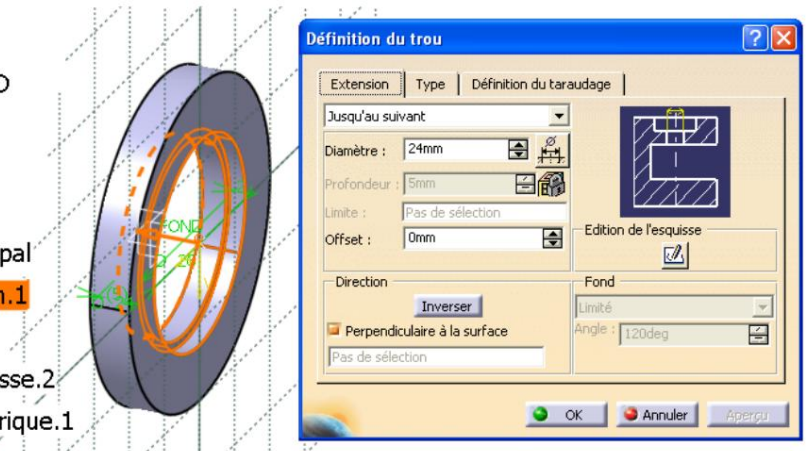 Définition du trou
Extension
Type
Définition du taraudage
Jusqu'au suivant
Diamètre :
24mm
Profondeur :
5mm
Limite :
Pas de sélection
Offset :
0mm
Edition de l'esquisse
Direction
Inverser
Perpendiculaire à la surface
Pas de sélection
Fond
Limité
Angle :
120deg
OK
Annuler
Aperçu
FOND
pal
n.1
sse.2
rique.1